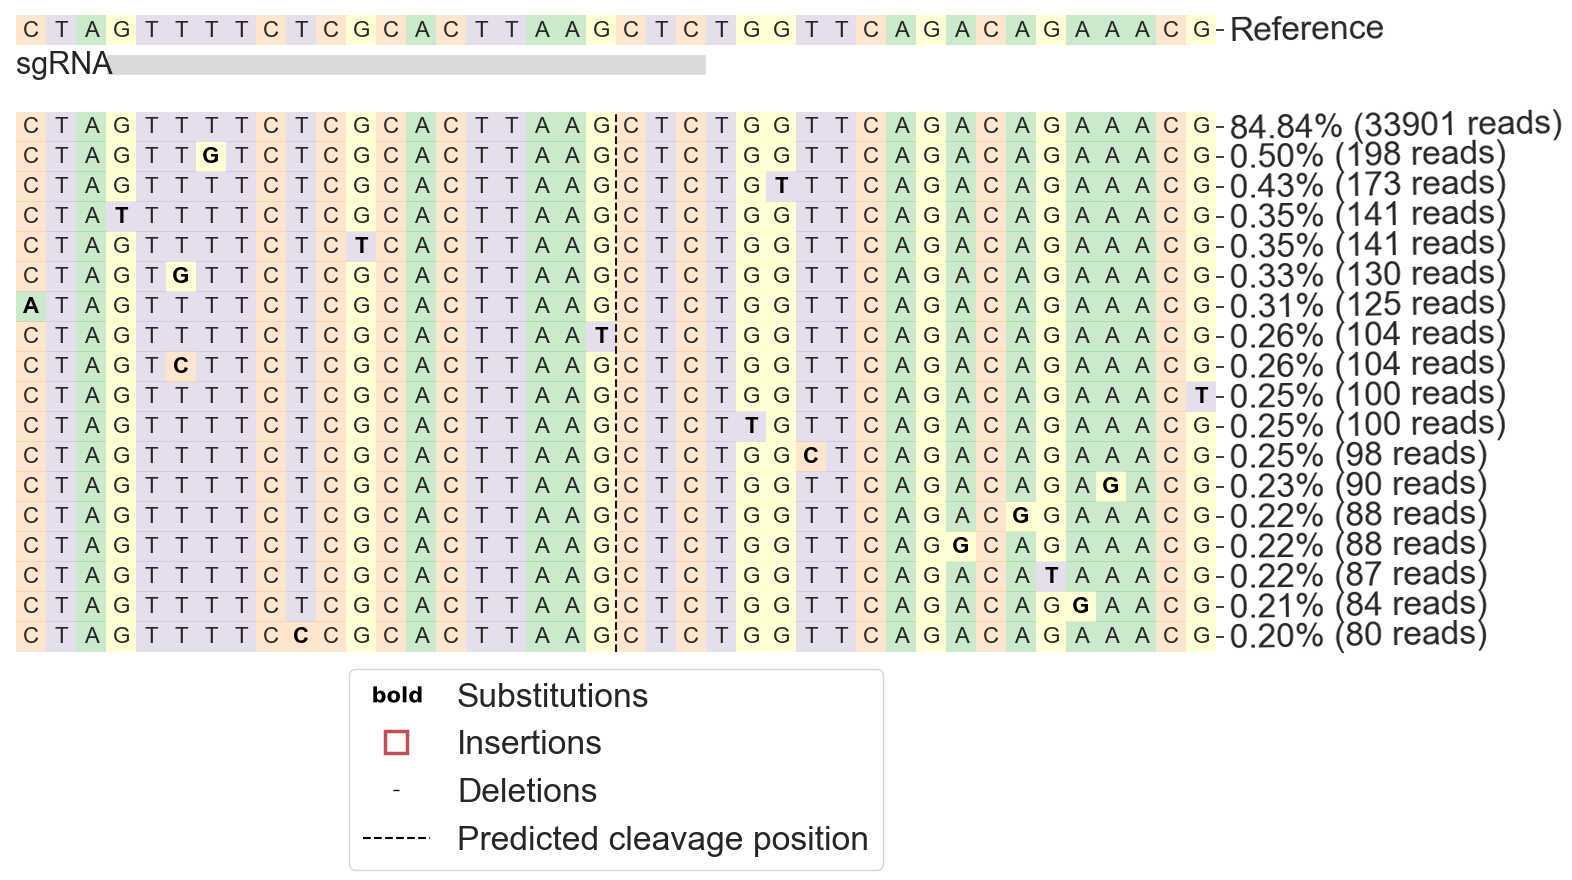 C T A G T T T T C T C G C A C T T A A G C T C T G G T T C A G A C A G A A A C G - Reference
sgRNA
C T A G T T T T C T C G C A C T T A A G C T C T G G T T C A G A C A G A A A C G - 84.84% (33901 reads)
C T A G T T G T C T C G C A C T T A A G C T C T G G T T C A G A C A G A A A C G - 0.50% (198 reads)
C T A G T T T T C T C G C A C T T A A G C T C T G T T T C A G A C A G A A A C G - 0.43% (173 reads)
C T A T T T T T C T C G C A C T T A A G C T C T G G T T C A G A C A G A A A C G - 0.35% (141 reads)
C T A G T T T T C T C T C A C T T A A G C T C T G G T T C A G A C A G A A A C G - 0.35% (141 reads)
C T A G T G T T C T C G C A C T T A A G C T C T G G T T C A G A C A G A A A C G - 0.33% (130 reads)
A T A G T T T T C T C G C A C T T A A G C T C T G G T T C A G A C A G A A A C G - 0.31% (125 reads)
C T A G T T T T C T C G C A C T T A A T C T C T G G T T C A G A C A G A A A C G - 0.26% (104 reads)
C T A G T C T T C T C G C A C T T A A G C T C T G G T T C A G A C A G A A A C G - 0.26% (104 reads)
C T A G T T T T C T C G C A C T T A A G C T C T G G T T C A G A C A G A A A C T - 0.25% (100 reads)
C T A G T T T T C T C G C A C T T A A G C T C T T G T T C A G A C A G A A A C G - 0.25% (100 reads)
C T A G T T T T C T C G C A C T T A A G C T C T G G C T C A G A C A G A A A C G - 0.25% (98 reads)
C T A G T T T T C T C G C A C T T A A G C T C T G G T T C A G A C A G A G A C G - 0.23% (90 reads)
C T A G T T T T C T C G C A C T T A A G C T C T G G T T C A G A C G G A A A C G - 0.22% (88 reads)
C T A G T T T T C T C G C A C T T A A G C T C T G G T T C A G G C A G A A A C G - 0.22% (88 reads)
C T A G T T T T C T C G C A C T T A A G C T C T G G T T C A G A C A T A A A C G - 0.22% (87 reads)
C T A G T T T T C T C G C A C T T A A G C T C T G G T T C A G A C A G G A A C G - 0.21% (84 reads)
C T A G T T T T C C C G C A C T T A A G C T C T G G T T C A G A C A G A A A C G - 0.20% (80 reads)
bold Substitutions
Insertions
- Deletions
Predicted cleavage position